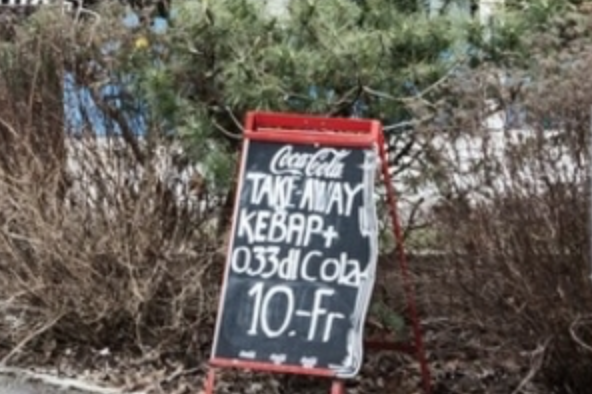 Coca-Cola
TAKE-AWAY
KEBAP+
0.33dl Cola
10.-Fr